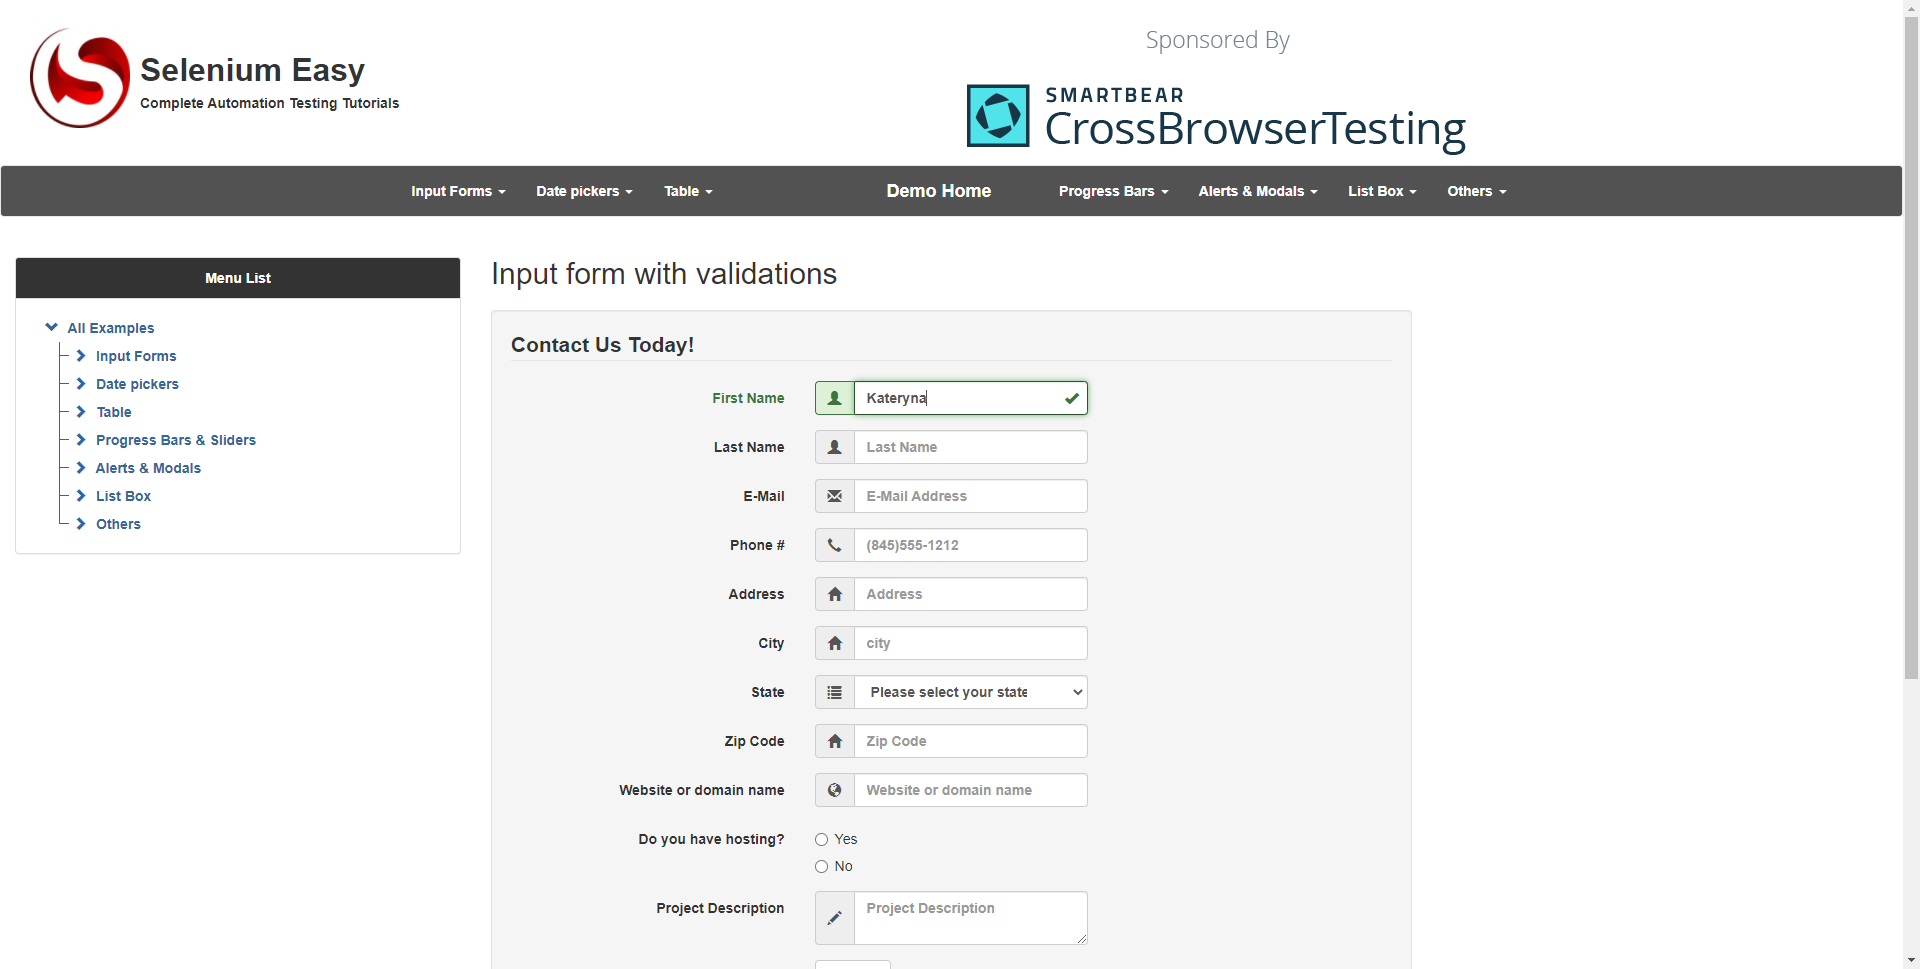 Selenium Easy
Complete Automation Testing Tutorials
Sponsored By
SMARTBEAR
CrossBrowserTesting
Input Forms
Date pickers
Table
Demo Home
Progress Bars
Alerts & Modals
List Box
Others
Menu List
All Examples
Input Forms
Date pickers
Table
Progress Bars & Sliders
Alerts & Modals
List Box
Others
Input form with validations
Contact Us Today!
First Name Kateryna
Last Name Last Name
E-Mail E-Mail Address
Phone # (845)555-1212
Address Address
City city
State Please select your state
Zip Code Zip Code
Website or domain name Website or domain name
Do you have hosting? Yes
No
Project Description Project Description